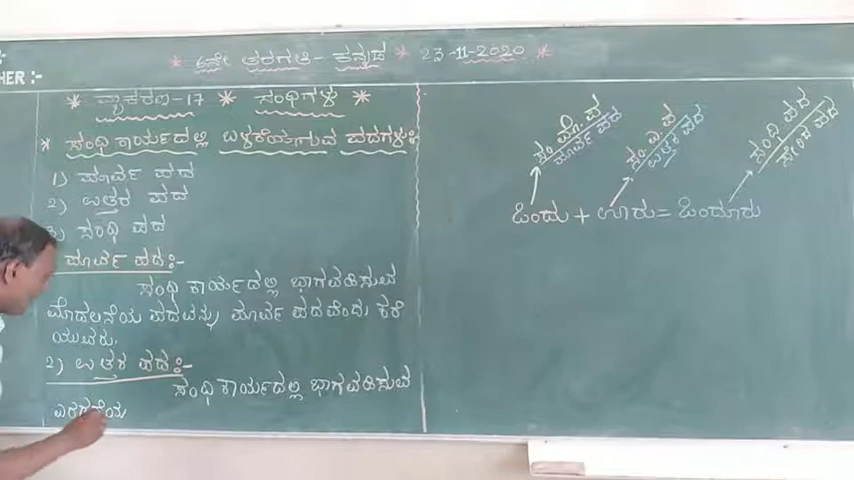 HER :-
* 6ನೇ ತರಗತಿ - ಕನ್ನಡ * 23-11-2020 *
* ವ್ಯಾಕರಣ-17 * ಸಂಧಿಗಳು *
* ಸಂಧಿ ಕಾರ್ಯದಲ್ಲಿ ಬಳಕೆಯಾಗುವ ಪದಗಳು:
1) ಪೂರ್ವ ಪದ
2) ಉತ್ತರ ಪದ
3) ಸಂಧಿ ಪದ
ಪೂರ್ವ ಪದ:-
ಸಂಧಿ ಕಾರ್ಯದಲ್ಲಿ ಭಾಗವಹಿಸುವ
ಮೊದಲನೆಯ ಪದವನ್ನು ಪೂರ್ವ ಪದವೆಂದು ಕರೆ
ಯುವರು.
2) ಉತ್ತರ ಪದ:-
ಸಂಧಿ ಕಾರ್ಯದಲ್ಲಿ ಭಾಗವಹಿಸುವ
ಎರಡನೆಯ
ಸಂ. ಪೂ. ಪ
ಪೂರ್ವ ಪದ
ಸಂ. ಎ. ಪ
ಉತ್ತರ ಪದ
ಸಂಧಿ ಪದ
ಸೇರಿದ ಪದ
ಹಿಂದು + ಊರು = ಹಿಂದೂರು